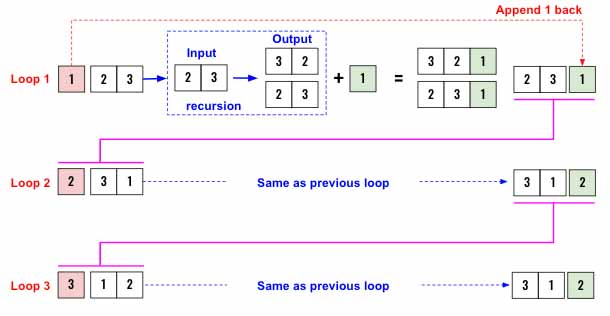 Append 1 back
Output
Input
3 2
3 2 1
Loop 1 1 2 3 2 3 + 1 = 2 3 1
recursion
2 3
2 3 1
Loop 2 2 3 1 Same as previous loop 3 1 2
Loop 3 3 1 2 Same as previous loop 3 1 2